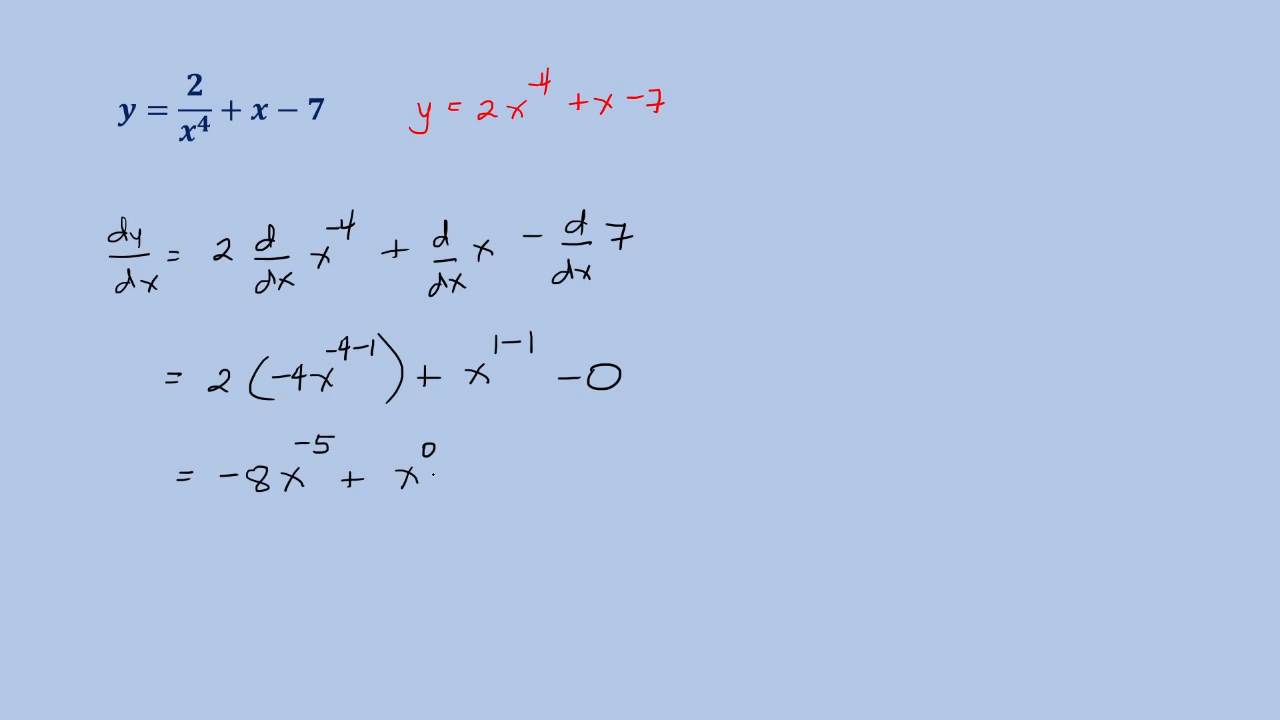 y = 2/x⁴ + x − 7    y = 2x⁻⁴ + x − 7
dy/dx = 2 d/dx x⁻⁴ + d/dx x − d/dx 7
= 2 (−4x⁻⁴⁻¹) + x¹⁻¹ − 0
= −8x⁻⁵ + x⁰